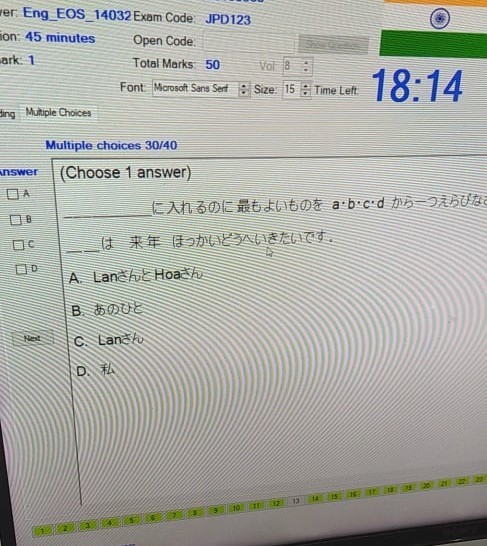 ver: Eng_EOS_14032 Exam Code: JPD123
ion: 45 minutes Open Code:
ark: 1 Total Marks: 50 Vol 8
Font: Microsoft Sans Serif Size: 15 Time Left: 18:14
ding Multiple Choices
Multiple choices 30/40
Answer (Choose 1 answer)
A
B
C
D
Next
________に入れるのに 最もよいものを a・b・c・d から一つえらびな
___は 来年 ほっかいどうへいきたいです。
A. LanさんとHoaさん
B. あのひと
C. Lanさん
D. 私
1 2 3 4 5 6 7 8 9 10 11 12 13 14 15 16 17 18 19 20 21 22 23